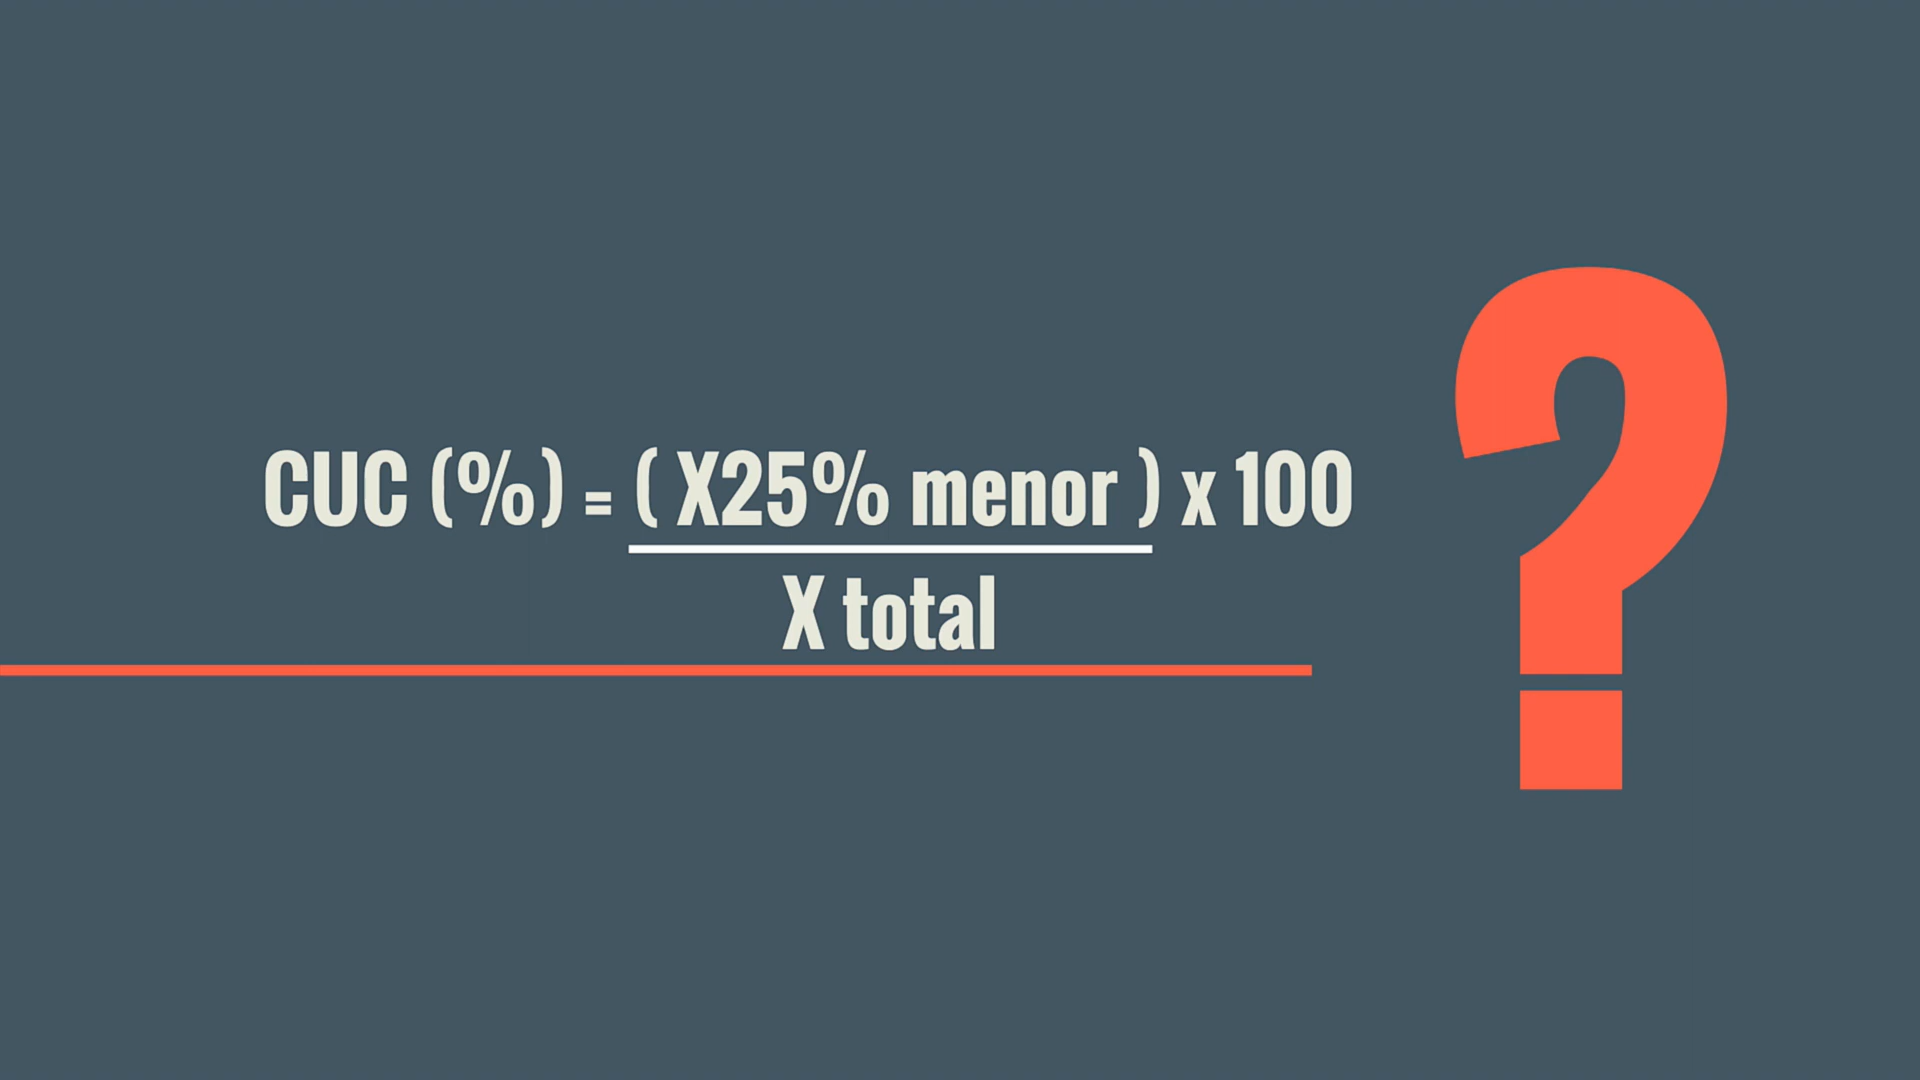 CUC (%) = ( X25% menor ) x 100
X total
?